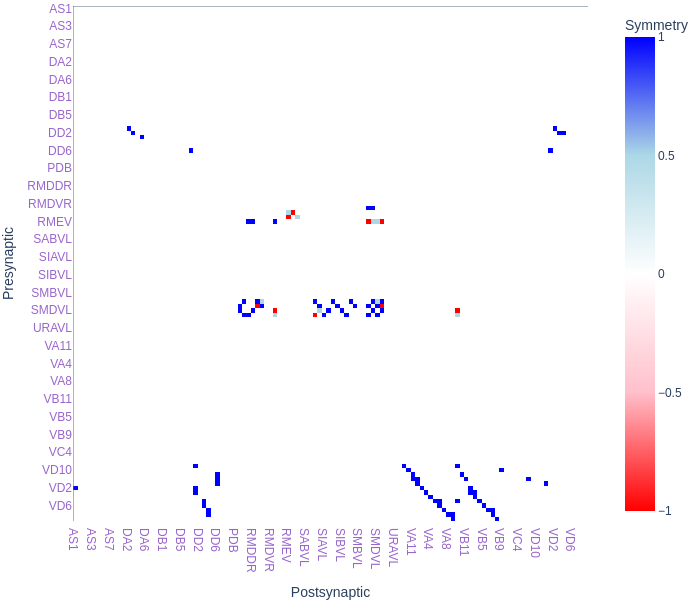 Symmetry
1
0.5
0
−0.5
−1
Presynaptic
AS1
AS3
AS7
DA2
DA6
DB1
DB5
DD2
DD6
PDB
RMDDR
RMDVR
RMEV
SABVL
SIAVL
SIBVL
SMBVL
SMDVL
URAVL
VA11
VA4
VA8
VB11
VB5
VB9
VC4
VD10
VD2
VD6
AS1
AS3
AS7
DA2
DA6
DB1
DB5
DD2
DD6
PDB
RMDDR
RMDVR
RMEV
SABVL
SIAVL
SIBVL
SMBVL
SMDVL
URAVL
VA11
VA4
VA8
VB11
VB5
VB9
VC4
VD10
VD2
VD6
Postsynaptic